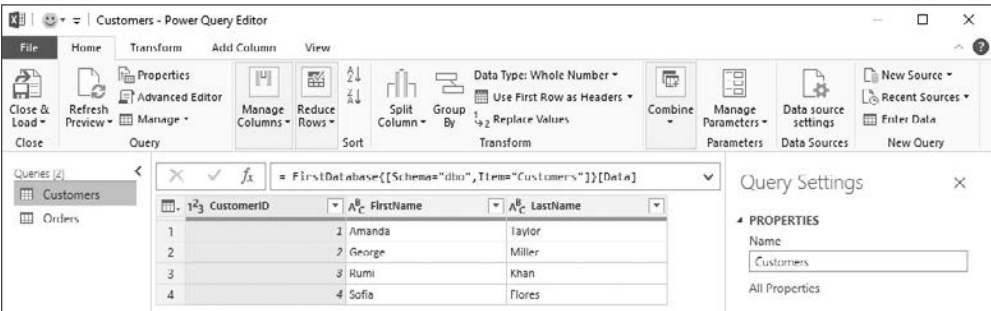 Customers - Power Query Editor
File Home Transform Add Column View
Close & Load
Refresh Preview
Properties
Advanced Editor
Manage
Manage Columns
Reduce Rows
Split Column
Group By
Data Type: Whole Number
Use First Row as Headers
Replace Values
Combine
Manage Parameters
Data source settings
New Source
Recent Sources
Enter Data
Close Query Sort Transform Parameters Data Sources New Query
Queries [2]
Customers
Orders
fx = FirstDatabase{[Schema="dbo",Item="Customers"]}[Data]
CustomerID FirstName LastName
1 1 Amanda Taylor
2 2 George Miller
3 3 Rumi Khan
4 4 Sofia Flores
Query Settings
PROPERTIES
Name
Customers
All Properties